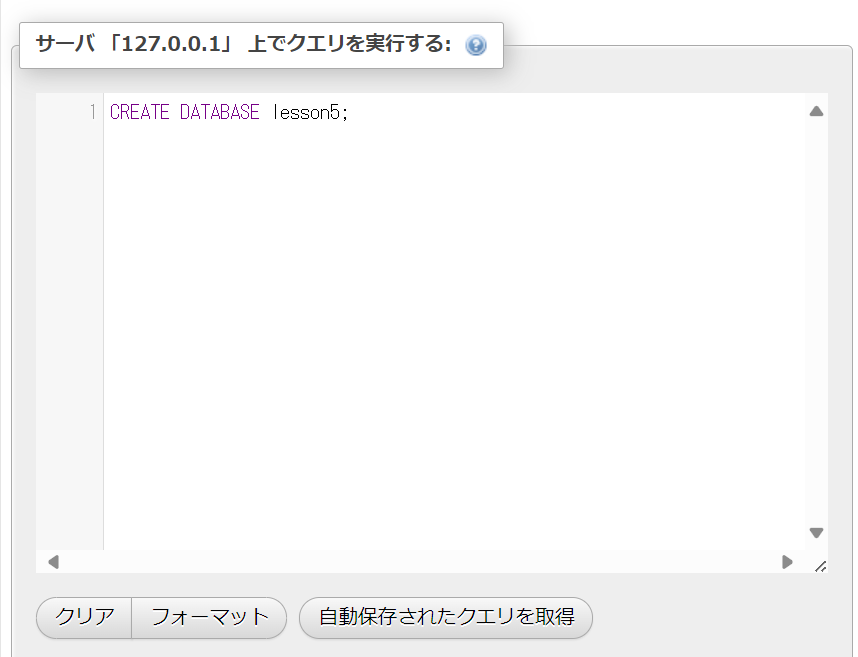 サーバ 「127.0.0.1」 上でクエリを実行する:
1 CREATE DATABASE lesson5;
クリア フォーマット 自動保存されたクエリを取得